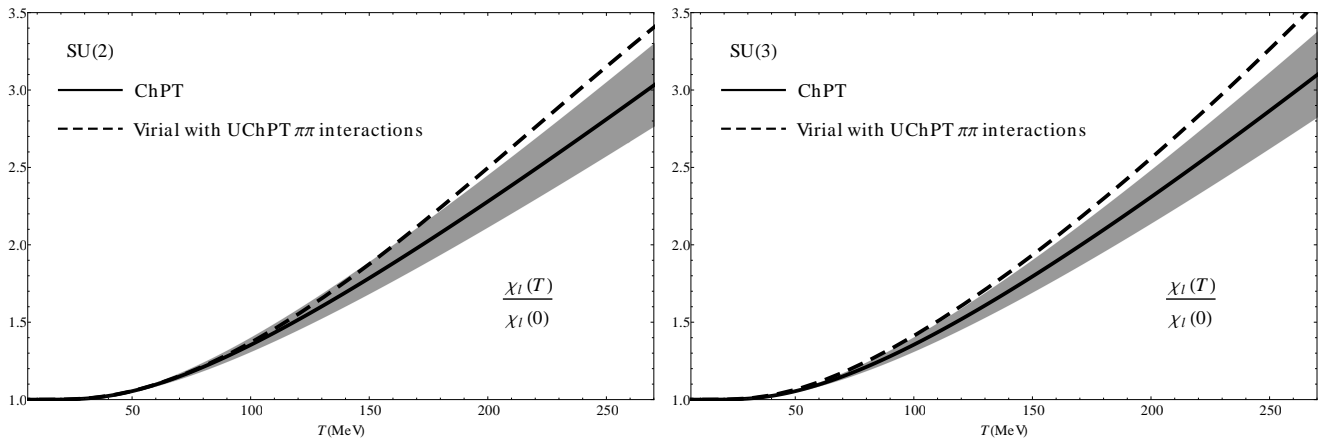 3.5
3.0
2.5
2.0
1.5
1.0
SU(2)
ChPT
Virial with UChPT ππ interactions
χl(T)
χl(0)
50 100 150 200 250
T(MeV)
3.5
3.0
2.5
2.0
1.5
1.0
SU(3)
ChPT
Virial with UChPT ππ interactions
χl(T)
χl(0)
50 100 150 200 250
T(MeV)